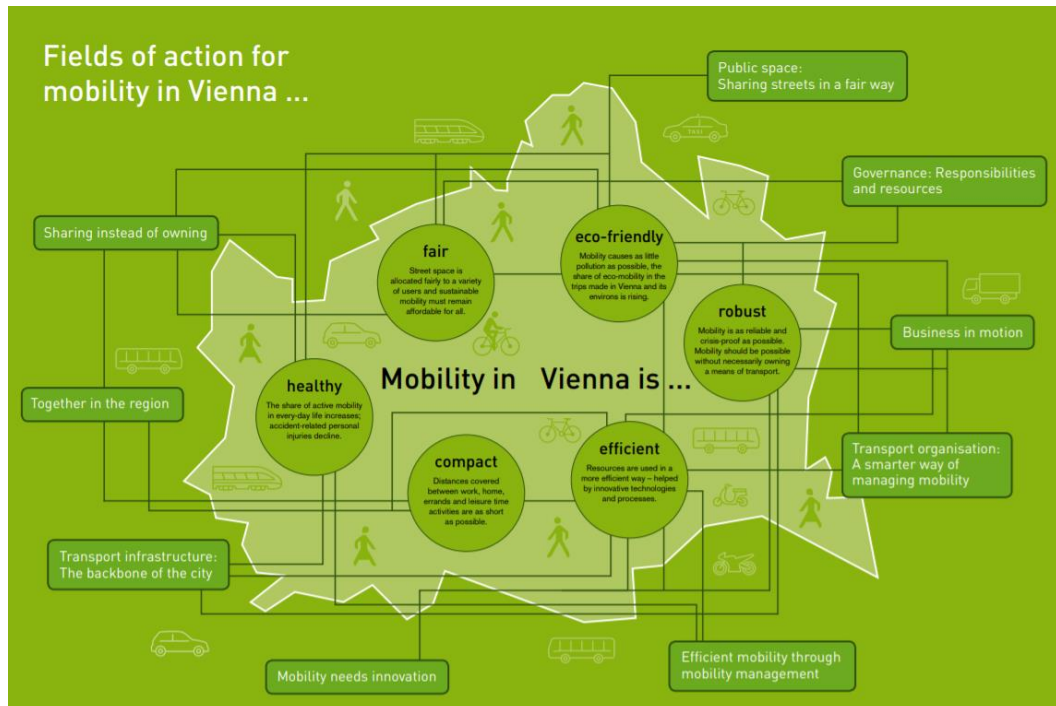 Fields of action for
mobility in Vienna ...
Public space:
Sharing streets in a fair way
TAXI
Governance: Responsibilities
and resources
Sharing instead of owning
fair
Street space is
allocated fairly to a variety
of users and sustainable
mobility must remain
affordable for all.
eco-friendly
Mobility causes as little
pollution as possible, the
share of eco-mobility in the
trips made in Vienna and its
environs is rising.
robust
Mobility is as reliable and
crisis-proof as possible.
Mobility should be possible
without necessarily owning
a means of transport.
Business in motion
Mobility in Vienna is ...
healthy
The share of active mobility
in every-day life increases;
accident-related personal
injuries decline.
Together in the region
compact
Distances covered
between work, home,
errands and leisure time
activities are as short
as possible.
efficient
Resources are used in a
more efficient way – helped
by innovative technologies
and processes.
Transport organisation:
A smarter way of
managing mobility
Transport infrastructure:
The backbone of the city
Mobility needs innovation
Efficient mobility through
mobility management